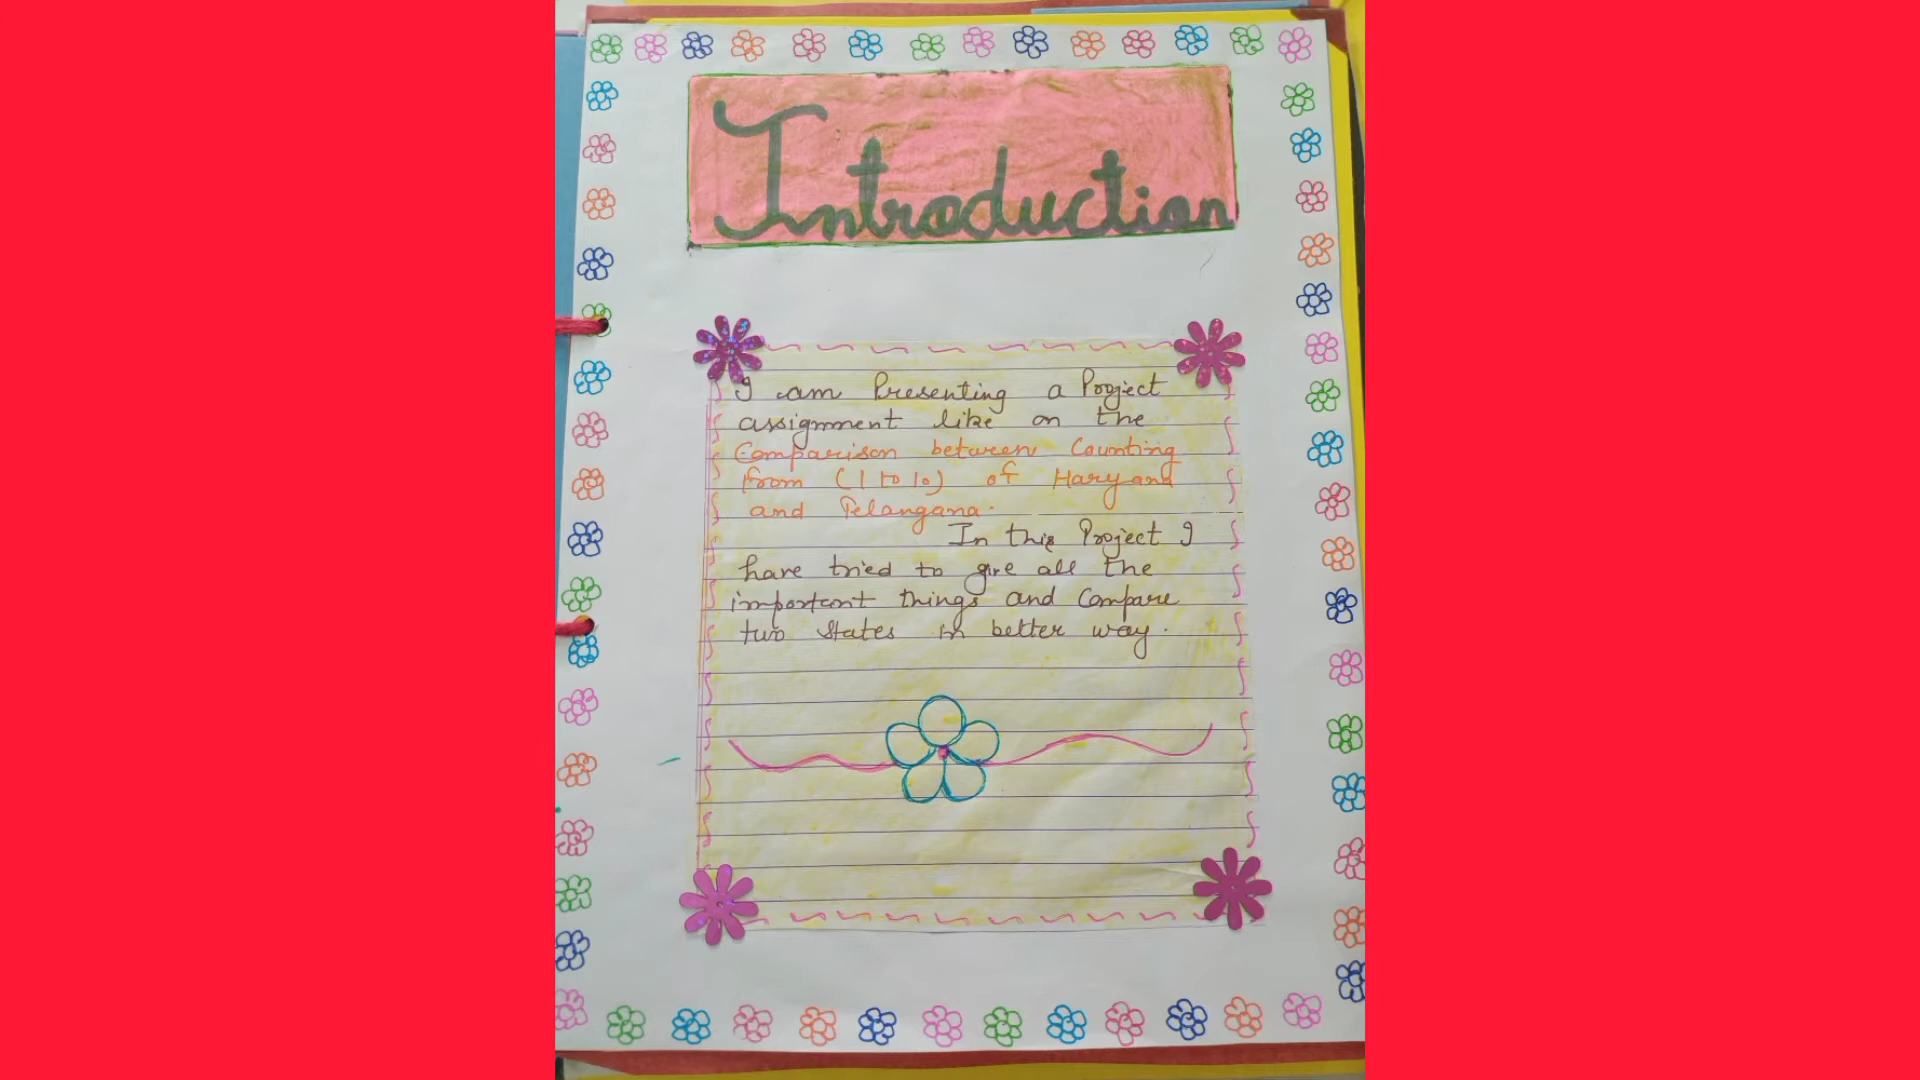 Introduction
I am Presenting a Project
assignment like on the
Comparison between Counting
from (1 to 10) of Haryana
and Telangana.
In this Project I
have tried to give all the
important things and Compare
two states in better way.